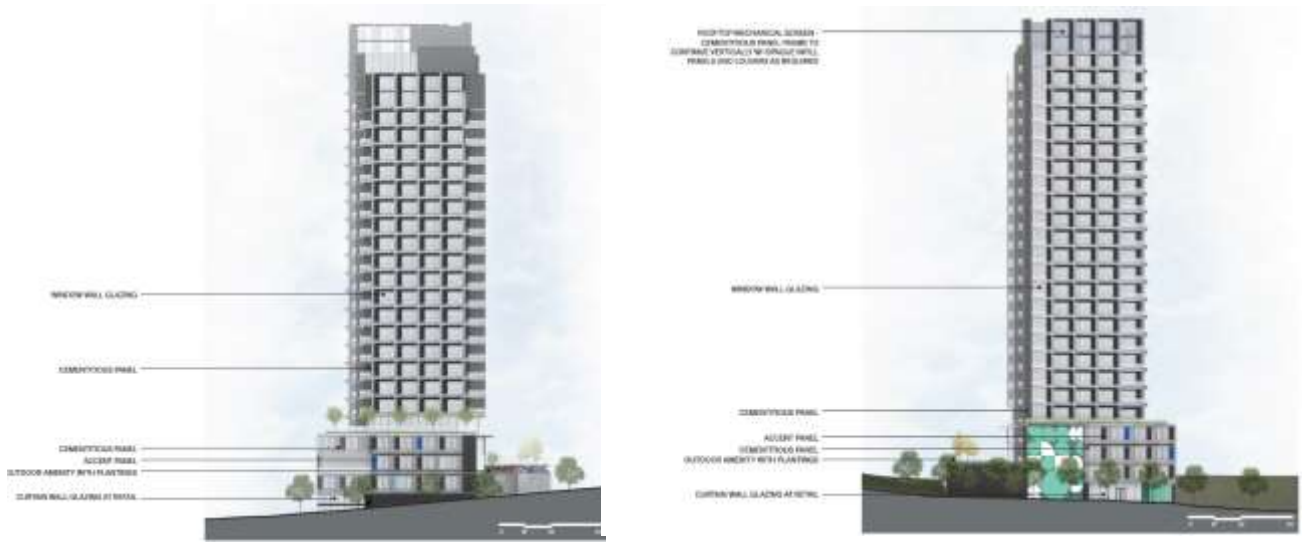 WINDOW WALL GLAZING
CEMENTITIOUS PANEL
CEMENTITIOUS PANEL
ACCENT PANEL
OUTDOOR AMENITY WITH PLANTINGS
CURTAIN WALL GLAZING AT RETAIL
ROOFTOP MECHANICAL SCREEN -
CEMENTITIOUS PANEL FRAME TO
CONTINUE VERTICALLY W/ OPAQUE WALL
PANELS AND LOUVERS AS REQUIRED
WINDOW WALL GLAZING
CEMENTITIOUS PANEL
ACCENT PANEL
CEMENTITIOUS PANEL
OUTDOOR AMENITY WITH PLANTINGS
CURTAIN WALL GLAZING AT RETAIL